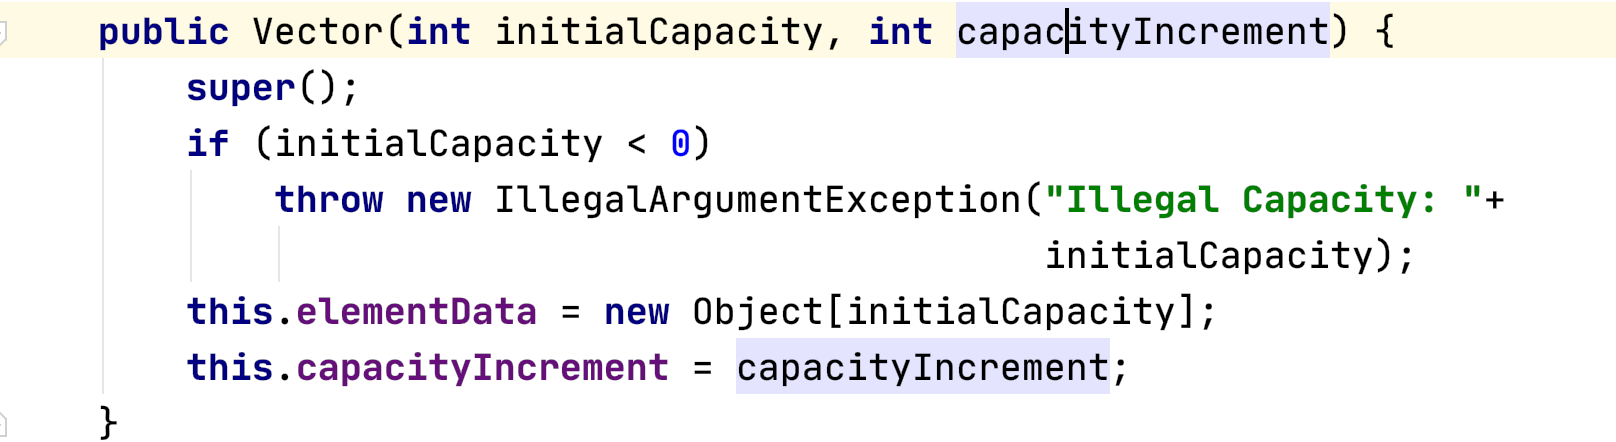 public Vector(int initialCapacity, int capacityIncrement) {
super();
if (initialCapacity < 0)
throw new IllegalArgumentException("Illegal Capacity: "+
initialCapacity);
this.elementData = new Object[initialCapacity];
this.capacityIncrement = capacityIncrement;
}